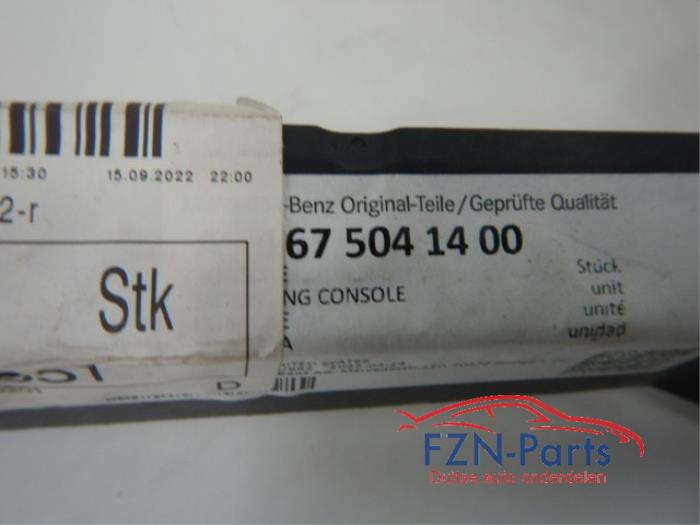 15:30 15.09.2022 22:00
2-r
Stk
D
-Benz Original-Teile/Geprüfte Qualität
67 504 14 00
NG CONSOLE
A
Stück
unit
unité
unidad
FZN-Parts
Duitse auto onderdelen